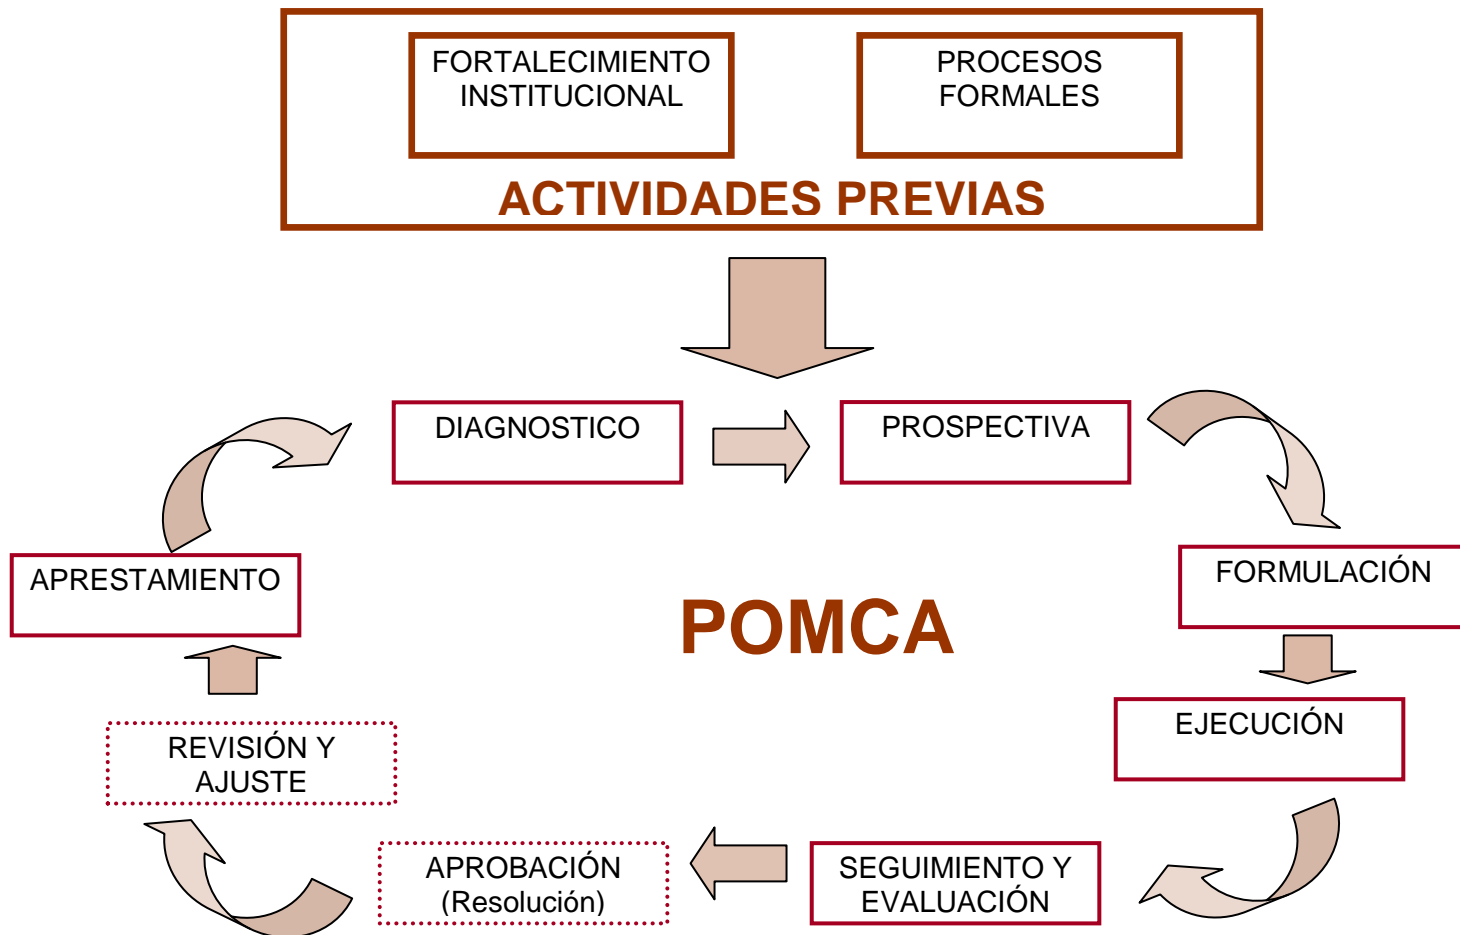 FORTALECIMIENTO
INSTITUCIONAL
PROCESOS
FORMALES
ACTIVIDADES PREVIAS
DIAGNOSTICO
PROSPECTIVA
APRESTAMIENTO
FORMULACIÓN
POMCA
REVISIÓN Y
AJUSTE
EJECUCIÓN
APROBACIÓN
(Resolución)
SEGUIMIENTO Y
EVALUACIÓN